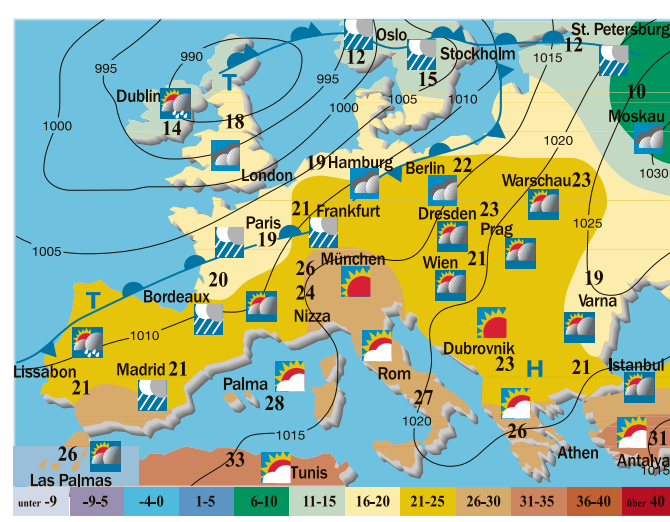 Oslo
12
St. Petersburg
12
990
995
995
Stockholm
15
1015
Dublin
T
1005
1010
10
1000
14
18
1000
1020
Moskau
London
19
Hamburg
Berlin
22
1030
Warschau
23
21
Frankfurt
Dresden
23
Paris
19
1025
Prag
1005
München
Wien
21
26
20
24
19
T
Bordeaux
Nizza
Varna
1010
Dubrovnik
Lissabon
Madrid
21
Rom
23
H
21
Istanbul
21
Palma
28
27
1020
26
1015
26
33
Athen
31
Las Palmas
Tunis
Antalya
1015
unter -9
-9-5
-4-0
1-5
6-10
11-15
16-20
21-25
26-30
31-35
36-40
über 40